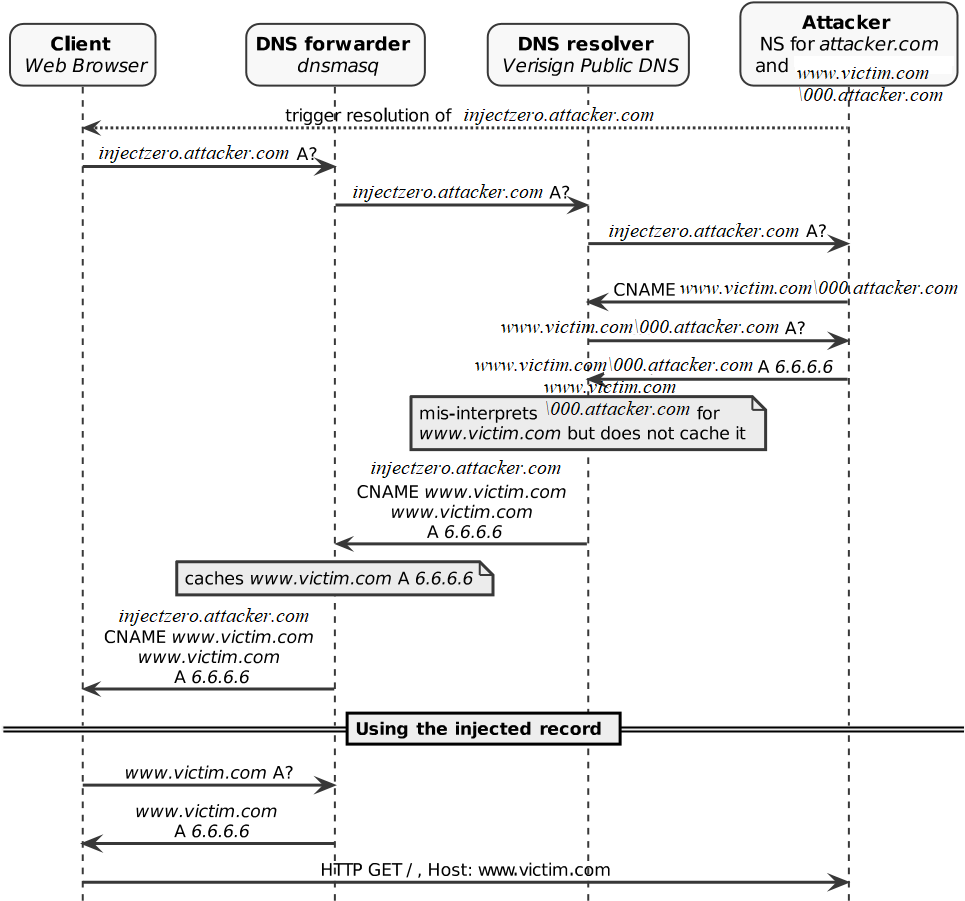 Client
Web Browser
DNS forwarder
dnsmasq
DNS resolver
Verisign Public DNS
Attacker
NS for attacker.com
and www.victim.com
\000.attacker.com
trigger resolution of injectzero.attacker.com
injectzero.attacker.com A?
injectzero.attacker.com A?
injectzero.attacker.com A?
CNAME www.victim.com\000.attacker.com
www.victim.com\000.attacker.com A?
www.victim.com\000.attacker.com A 6.6.6.6
www.victim.com
mis-interprets \000.attacker.com for
www.victim.com but does not cache it
injectzero.attacker.com
CNAME www.victim.com
www.victim.com
A 6.6.6.6
caches www.victim.com A 6.6.6.6
injectzero.attacker.com
CNAME www.victim.com
www.victim.com
A 6.6.6.6
Using the injected record
www.victim.com A?
www.victim.com
A 6.6.6.6
HTTP GET / , Host: www.victim.com